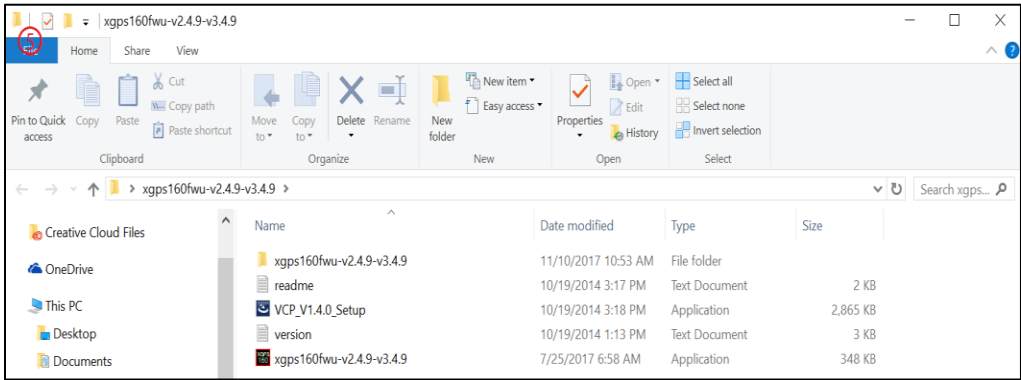 xgps160fwu-v2.4.9-v3.4.9
5
File Home Share View
Pin to Quick access
Copy
Paste
Cut
Copy path
Paste shortcut
Clipboard
Move to
Copy to
Delete
Rename
Organize
New folder
New item
Easy access
New
Properties
Open
Edit
History
Open
Select all
Select none
Invert selection
Select
xgps160fwu-v2.4.9-v3.4.9
Search xgps...
Creative Cloud Files
OneDrive
This PC
Desktop
Documents
Name Date modified Type Size
xgps160fwu-v2.4.9-v3.4.9 11/10/2017 10:53 AM File folder
readme 10/19/2014 3:17 PM Text Document 2 KB
VCP_V1.4.0_Setup 10/19/2014 3:18 PM Application 2,865 KB
version 10/19/2014 1:13 PM Text Document 3 KB
xgps160fwu-v2.4.9-v3.4.9 7/25/2017 6:58 AM Application 348 KB